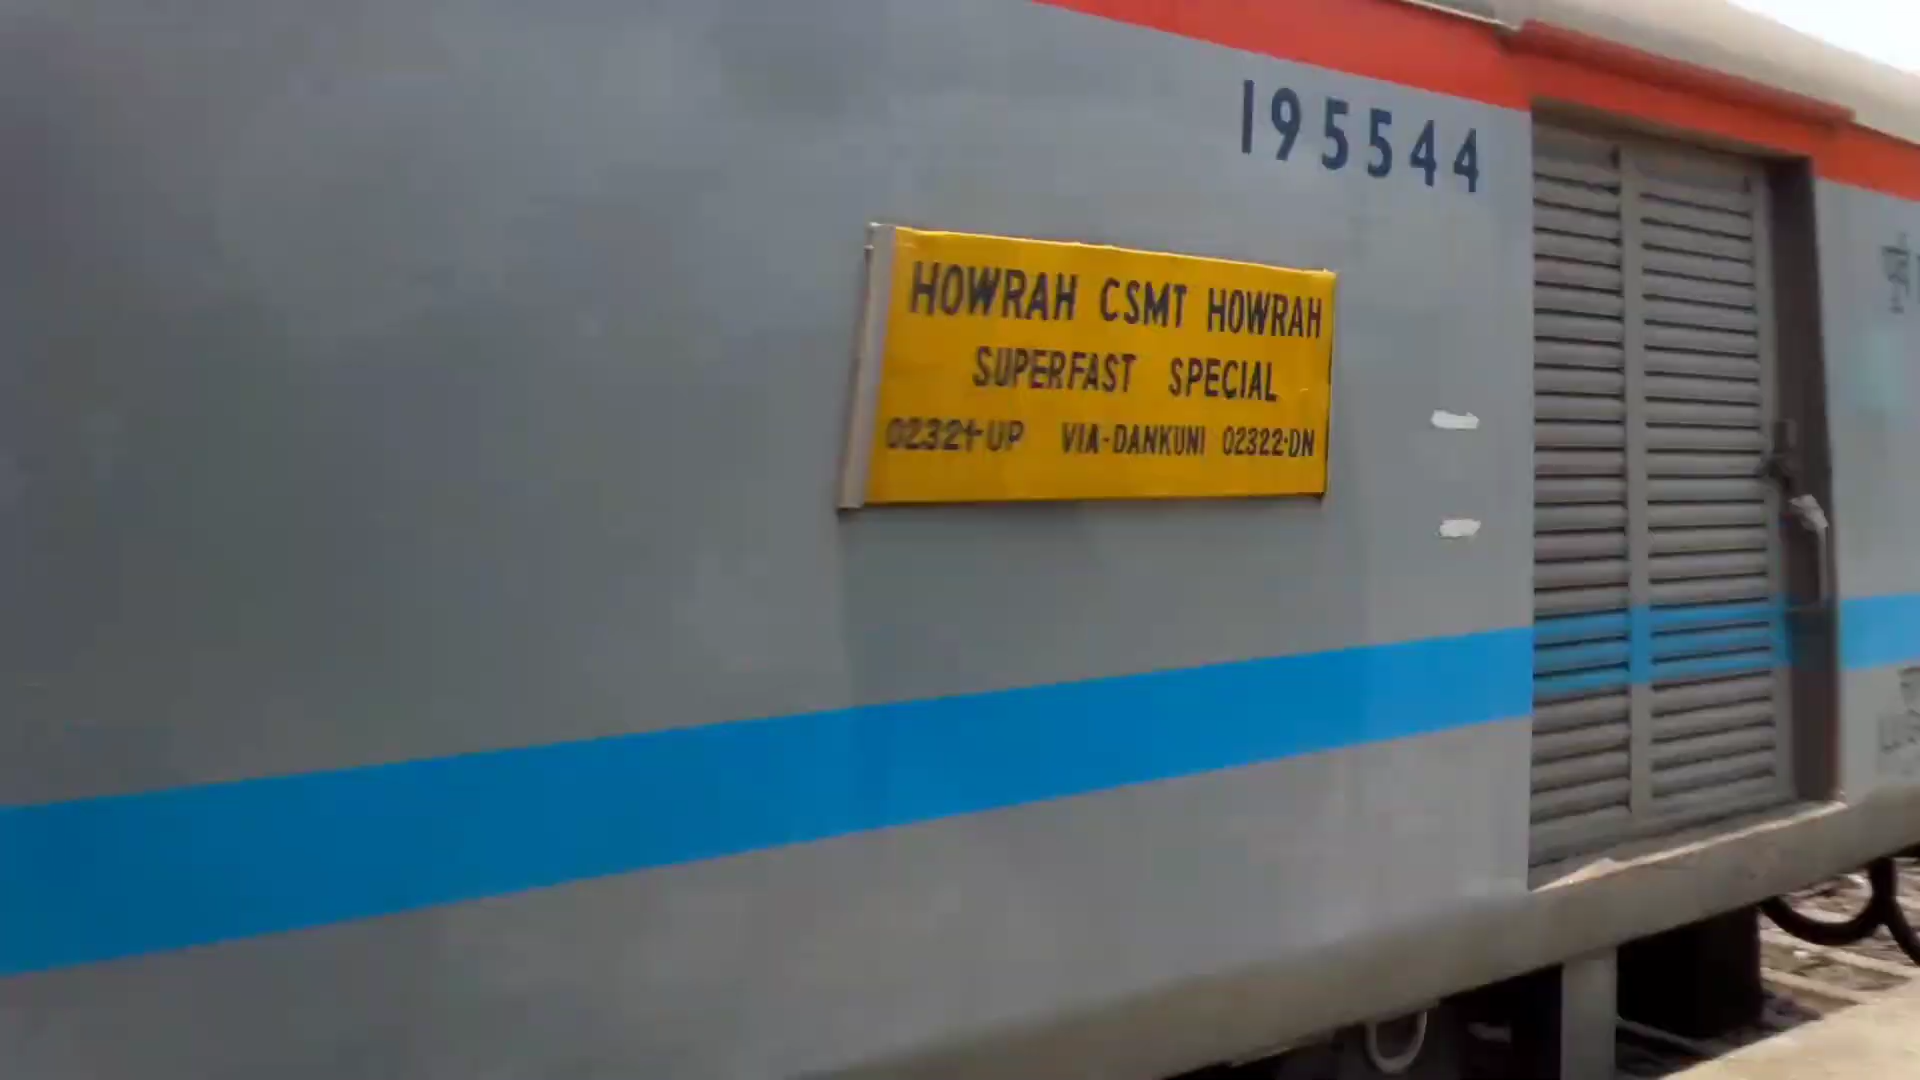 195544
HOWRAH CSMT HOWRAH
SUPERFAST SPECIAL
02321-UP VIA-DANKUNI 02322-DN